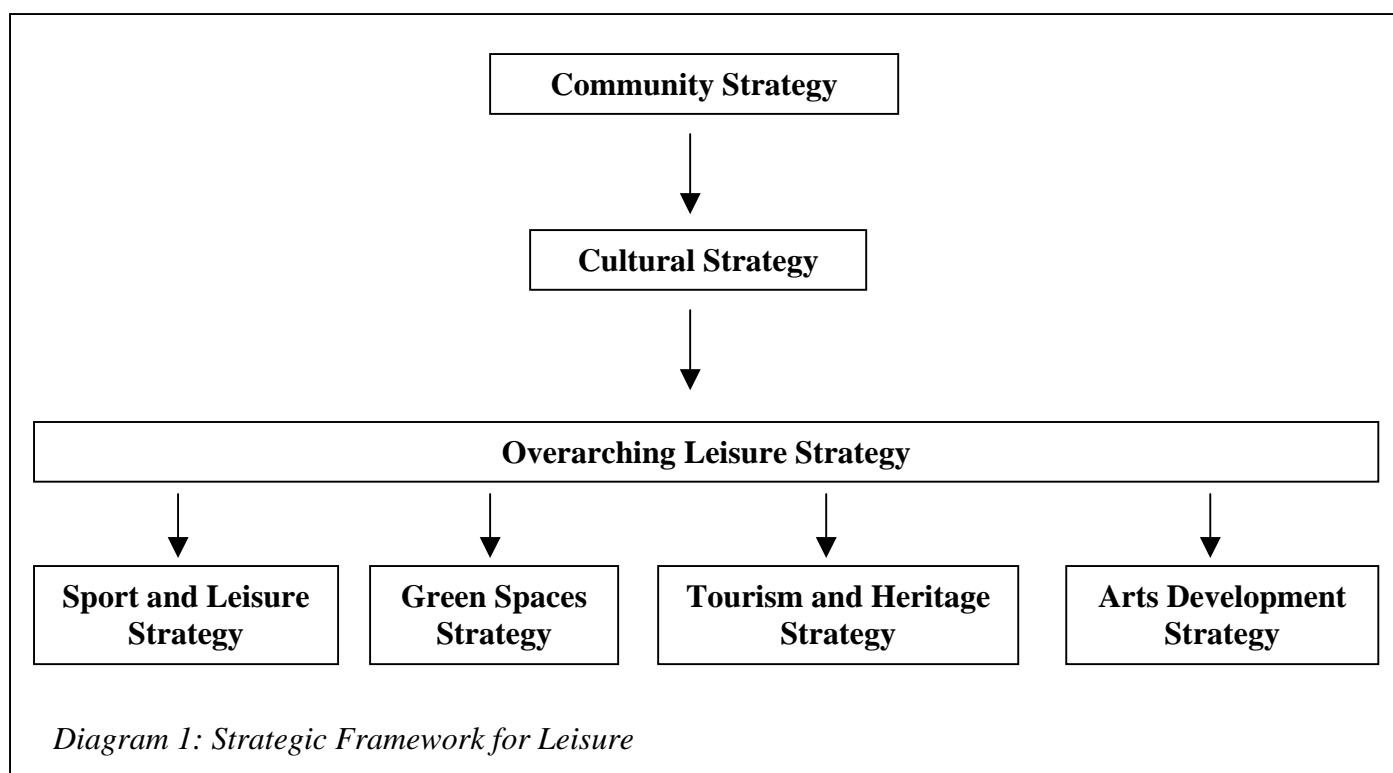 Community Strategy
Cultural Strategy
Overarching Leisure Strategy
Sport and Leisure
Strategy
Green Spaces
Strategy
Tourism and Heritage
Strategy
Arts Development
Strategy
Diagram 1: Strategic Framework for Leisure